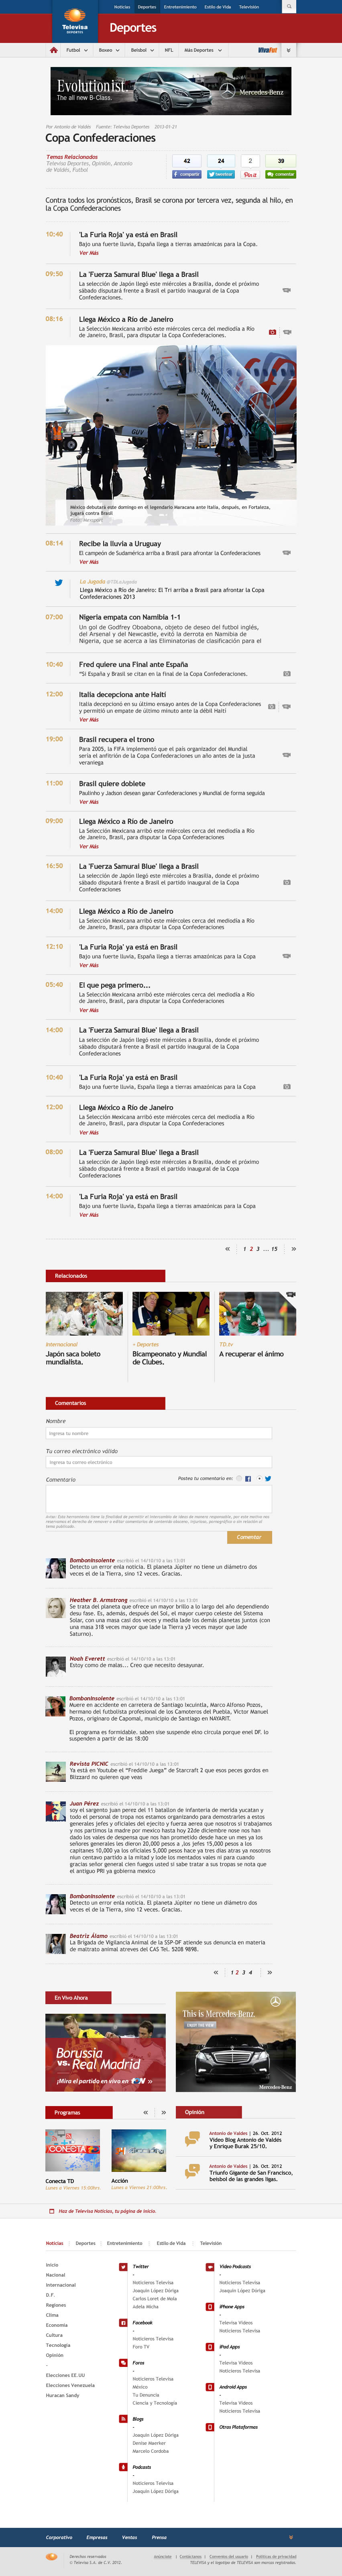 Noticias Deportes Entretenimiento Estilo de Vida Televisión
Televisa
DEPORTES
Deportes
Futbol Boxeo Beisbol NFL Más Deportes VivoFut
Evolutionist
The all new B-Class.
Mercedes-Benz
Por Antonio de Valdés Fuente: Televisa Deportes 2013-01-21
Copa Confederaciones
Temas Relacionados
Televisa Deportes, Opinión, Antonio
de Valdés, Futbol
42 24 2 39
compartir twittear Pin it comentar
Contra todos los pronósticos, Brasil se corona por tercera vez, segunda al hilo, en
la Copa Confederaciones
10:40 'La Furia Roja' ya está en Brasil
Bajo una fuerte lluvia, España llega a tierras amazónicas para la Copa.
Ver Más
09:50 La 'Fuerza Samurai Blue' llega a Brasil
La selección de Japón llegó este miércoles a Brasilia, donde el próximo
sábado disputará frente a Brasil el partido inaugural de la Copa
Confederaciones.
08:16 Llega México a Río de Janeiro
La Selección Mexicana arribó este miércoles cerca del mediodía a Río
de Janeiro, Brasil, para disputar la Copa Confederaciones.
México debutará este domingo en el legendario Maracana ante Italia, después, en Fortaleza,
jugará contra Brasil
Foto: Mexsport
08:14 Recibe la lluvia a Uruguay
El campeón de Sudamérica arriba a Brasil para afrontar la Confederaciones
Ver Más
La Jugada @TDLajugada
Llega México a Río de Janeiro: El Tri arriba a Brasil para afrontar la Copa
Confederaciones 2013
07:00 Nigeria empata con Namibia 1-1
Un gol de Godfrey Oboabona, objeto de deseo del futbol inglés,
del Arsenal y del Newcastle, evitó la derrota en Namibia de
Nigeria, que se acerca a las Eliminatorias de clasificación para el
10:40 Fred quiere una Final ante España
"Si España y Brasil se citan en la final de la Copa Confederaciones.
12:00 Italia decepciona ante Haití
Italia decepcionó en su último ensayo antes de la Copa Confederaciones
y permitió un empate de último minuto ante la débil Haití
Ver Más
19:00 Brasil recupera el trono
Para 2005, la FIFA implementó que el país organizador del Mundial
sería el anfitrión de la Copa Confederaciones un año antes de la justa
veraniega
11:00 Brasil quiere doblete
Paulinho y Jadson desean ganar Confederaciones y Mundial de forma seguida
Ver Más
09:00 Llega México a Río de Janeiro
La Selección Mexicana arribó este miércoles cerca del mediodía a Río
de Janeiro, Brasil, para disputar la Copa Confederaciones
Ver Más
16:50 La 'Fuerza Samurai Blue' llega a Brasil
La selección de Japón llegó este miércoles a Brasilia, donde el próximo
sábado disputará frente a Brasil el partido inaugural de la Copa
Confederaciones
14:00 Llega México a Río de Janeiro
La Selección Mexicana arribó este miércoles cerca del mediodía a Río
de Janeiro, Brasil, para disputar la Copa Confederaciones
12:10 'La Furia Roja' ya está en Brasil
Bajo una fuerte lluvia, España llega a tierras amazónicas para la Copa
Ver Más
05:40 El que pega primero...
La Selección Mexicana arribó este miércoles cerca del mediodía a Río
de Janeiro, Brasil, para disputar la Copa Confederaciones
Ver Más
14:00 La 'Fuerza Samurai Blue' llega a Brasil
La selección de Japón llegó este miércoles a Brasilia, donde el próximo
sábado disputará frente a Brasil el partido inaugural de la Copa
Confederaciones
10:40 'La Furia Roja' ya está en Brasil
Bajo una fuerte lluvia, España llega a tierras amazónicas para la Copa
12:00 Llega México a Río de Janeiro
La Selección Mexicana arribó este miércoles cerca del mediodía a Río
de Janeiro, Brasil, para disputar la Copa Confederaciones
Ver Más
08:00 La 'Fuerza Samurai Blue' llega a Brasil
La selección de Japón llegó este miércoles a Brasilia, donde el próximo
sábado disputará frente a Brasil el partido inaugural de la Copa
Confederaciones
14:00 'La Furia Roja' ya está en Brasil
Bajo una fuerte lluvia, España llega a tierras amazónicas para la Copa
Ver Más
« 1 2 3 ... 15 »
Relacionados
Internacional
Japón saca boleto
mundialista.
+ Deportes
Bicampeonato y Mundial
de Clubes.
TD.tv
A recuperar el ánimo
Comentarios
Nombre
Ingresa tu nombre
Tu correo electrónico válido
Ingresa tu correo electrónico
Comentario Postea tu comentario en:
Comentar
BombonInsolente escribió el 14/10/10 a las 13:01
Detecto un error enla noticia. El planeta Júpiter no tiene un diámetro dos
veces el de la Tierra, sino 12 veces. Gracias.
Heather B. Armstrong escribió el 14/10/10 a las 13:01
Se trata del planeta que ofrece un mayor brillo a lo largo del año dependiendo
desu fase. Es, además, después del Sol, el mayor cuerpo celeste del Sistema
Solar, con una masa casi dos veces y media lade los demás planetas juntos (con
una masa 318 veces mayor que lade la Tierra y3 veces mayor que lade
Saturno).
Noah Everett escribió el 14/10/10 a las 13:01
Estoy como de malas... Creo que necesito desayunar.
BombonInsolente escribió el 14/10/10 a las 13:01
Muere en accidente en carretera de Santiago Ixcuintla, Marco Alfonso Pozos,
hermano del futbolista profesional de los Camoteros del Puebla, Victor Manuel
Pozos, originaro de Caponal, municipio de Santiago en NAYARIT.
El programa es formidable. saben sise suspende elno circula porque enel DF. lo
suspenden a partir de las 18:00
Revista PICNIC escribió el 14/10/10 a las 13:01
Ya está en Youtube el "Freddie Juega" de Starcraft 2 que esos peces gordos en
Blizzard no quieren que veas
Juan Pérez escribió el 14/10/10 a las 13:01
soy el sargento juan perez del 11 batallon de infanteria de merida yucatan y
todo el personal de tropa nos encontramos desmotivados por esperar el aumento
del seguro de retiro que prometido a partir de agosto ahora sucede que nosotros
y xq partimos la madre por mexico hasta hoy 22de diciembre noce nos han
dado los vales de despensa que nos han prometido desde hace un mes y los
señores generales les dieron 20,000 pesos a ,los jefes 15,000 pesos a los
capitanes 10,000 ya los oficiales 5,000 pesos hace ya tres dias atras yo nosotros
niun centavo partiron a la mitad y lode los mentados vales ni para cuando
gracias señor general cien fuegos usted si sabe tratar a sus tropas se nota que
si el antiguo PRI ya gobierna mexico
BombonInsolente escribió el 14/10/10 a las 13:01
Detecto un error enla noticia. El planeta Júpiter no tiene un diámetro dos
veces el de la Tierra, sino 12 veces. Gracias.
Beatriz Álamo escribió el 14/10/10 a las 13:01
La Brigada de Vigilancia Animal de la SSP-DF atiende sus denuncia en materia
de maltrato animal atreves del CAS Tel. 5208 9898.
« 1 2 3 4 »
En Vivo Ahora
Borussia
vs. Real Madrid
¡Mira el partido en vivo en TDN »
This is Mercedes-Benz.
Mercedes-Benz
Programas « »
CONECTA
Conecta TD
Lunes a Viernes 15:00hrs.
Acción
Lunes a Viernes 21:00hrs.
Opinión
Antonio de Valdés | 26. Oct. 2012
Video Blog Antonio de Valdés
y Enrique Burak 25/10.
Antonio de Valdés | 26. Oct. 2012
Triunfo Gigante de San Francisco,
beisbol de las grandes ligas.
Haz de Televisa Noticias, tu página de inicio.
Noticias Deportes Entretenimiento Estilo de Vida Televisión
Inicio
Nacional
Internacional
D.F.
Regiones
Clima
Economía
Cultura
Tecnología
Opinión
-
Elecciones EE.UU
Elecciones Venezuela
Huracan Sandy
Twitter
-
Noticieros Televisa
Joaquín López Dóriga
Carlos Loret de Mola
Adela Micha
Facebook
-
Noticieros Televisa
Foro TV
Foros
-
Noticieros Televisa
México
Tu Denuncia
Ciencia y Tecnología
Blogs
-
Joaquín López Dóriga
Denise Maerker
Marcelo Cordoba
Podcasts
-
Noticieros Televisa
Joaquín López Dóriga
Video Podcasts
-
Noticieros Televisa
Joaquín López Dóriga
iPhone Apps
-
Televisa Videos
Noticieros Televisa
iPad Apps
-
Televisa Videos
Noticieros Televisa
Android Apps
-
Televisa Videos
Noticieros Televisa
Otras Plataformas
Corporativo Empresas Ventas Prensa
Derechos reservados
© Televisa S.A. de C.V. 2012.
Anúnciate | Contáctanos | Convenio del usuario | Políticas de privacidad
TELEVISA y el logotipo de TELEVISA son marcas registradas.